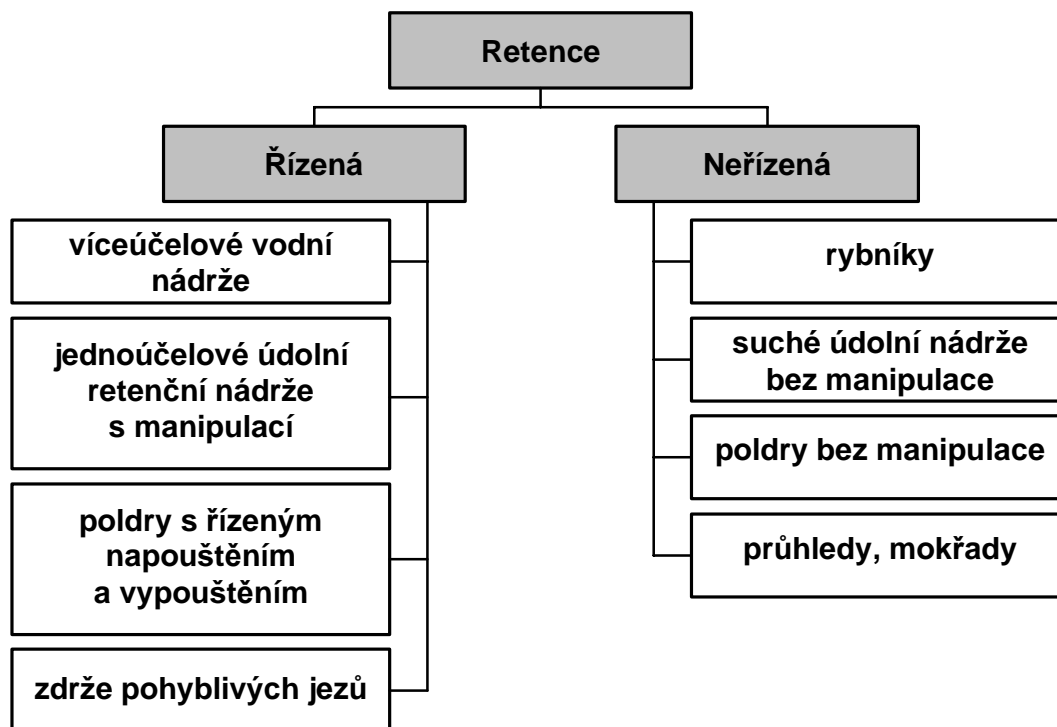 Retence
Řízená
víceúčelové vodní
nádrže
jednoúčelové údolní
retenční nádrže
s manipulací
poldry s řízeným
napouštěním
a vypouštěním
zdrže pohyblivých jezů
Neřízená
rybníky
suché údolní nádrže
bez manipulace
poldry bez manipulace
průhledy, mokřady